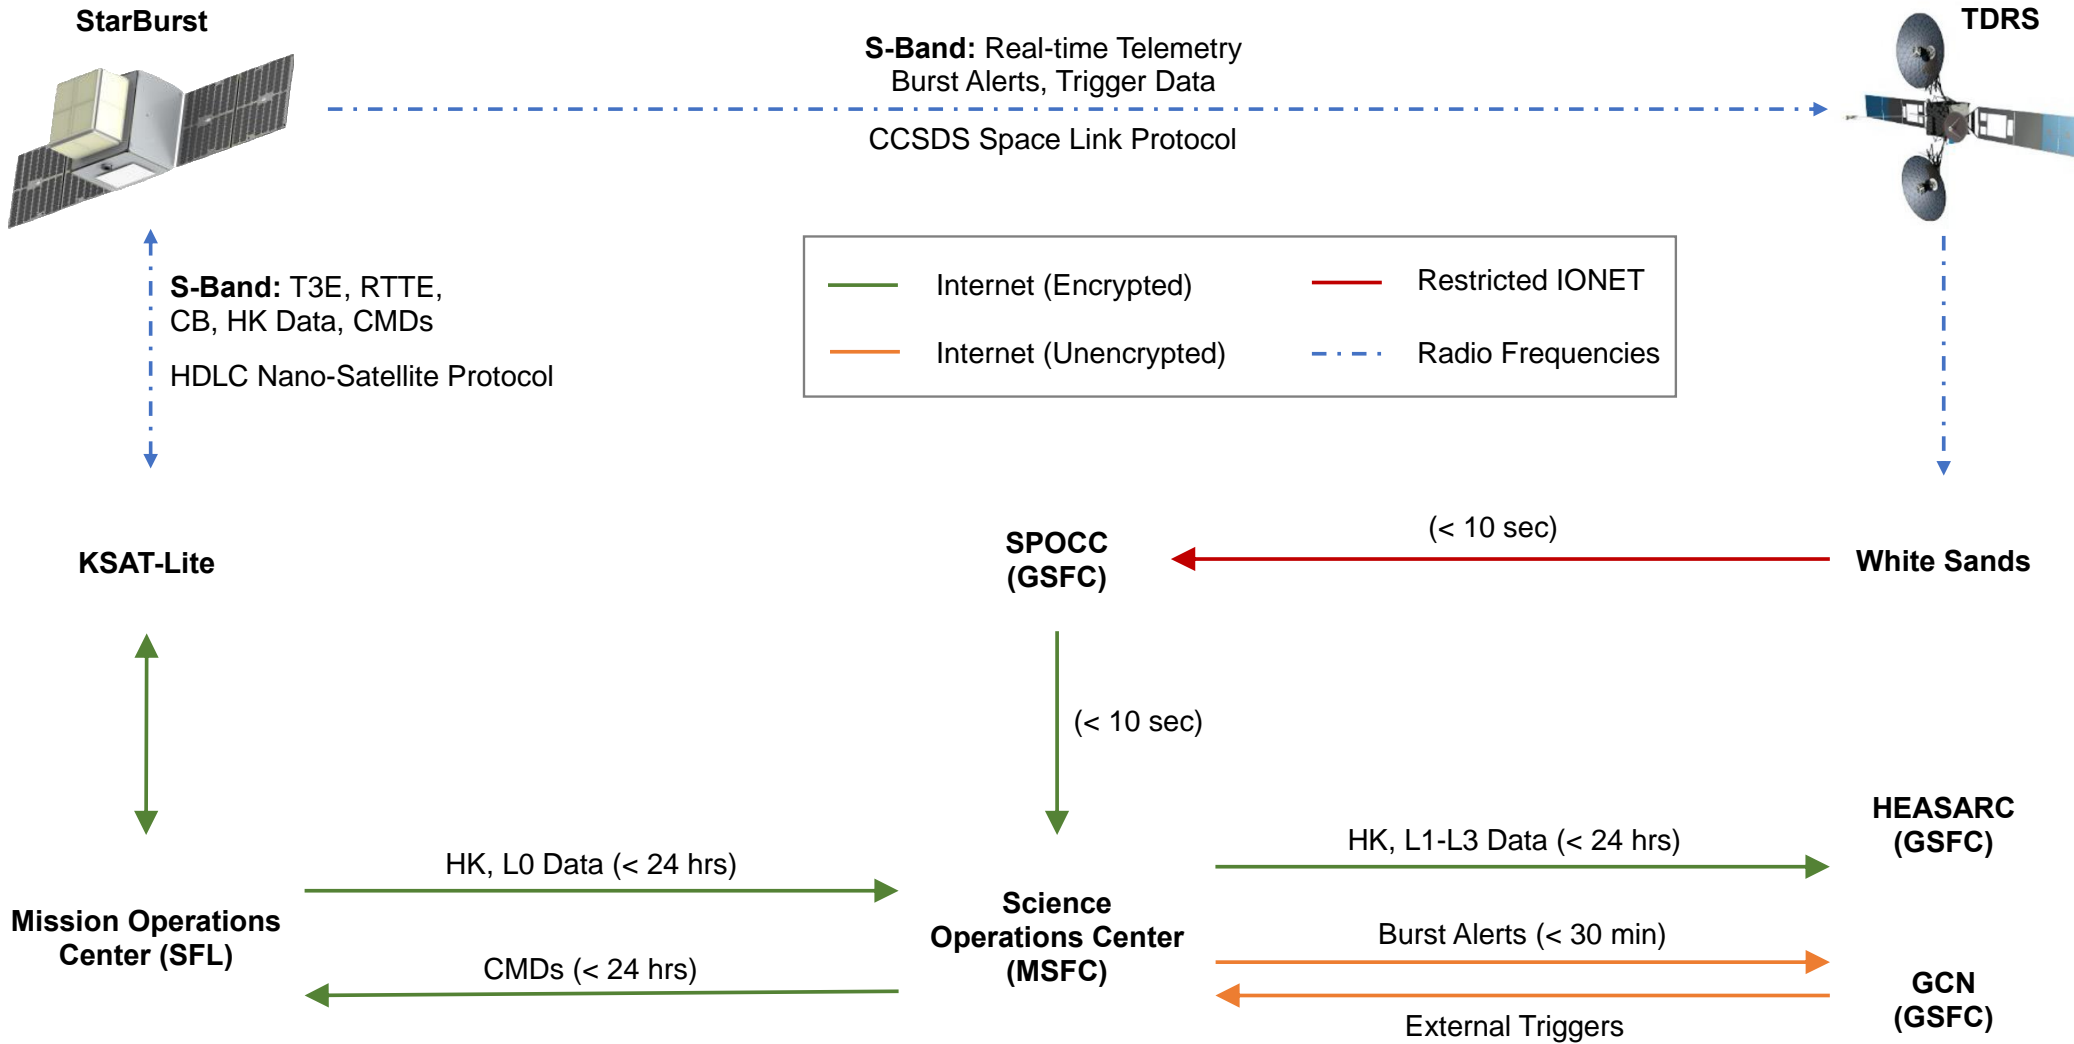 StarBurst
S-Band: Real-time Telemetry
Burst Alerts, Trigger Data
CCSDS Space Link Protocol
TDRS
S-Band: T3E, RTTE,
CB, HK Data, CMDs
HDLC Nano-Satellite Protocol
Internet (Encrypted)
Restricted IONET
Internet (Unencrypted)
Radio Frequencies
KSAT-Lite
SPOCC
(GSFC)
(< 10 sec)
White Sands
(< 10 sec)
HK, L0 Data (< 24 hrs)
HK, L1-L3 Data (< 24 hrs)
HEASARC
(GSFC)
Mission Operations
Center (SFL)
CMDs (< 24 hrs)
Science
Operations Center
(MSFC)
Burst Alerts (< 30 min)
External Triggers
GCN
(GSFC)